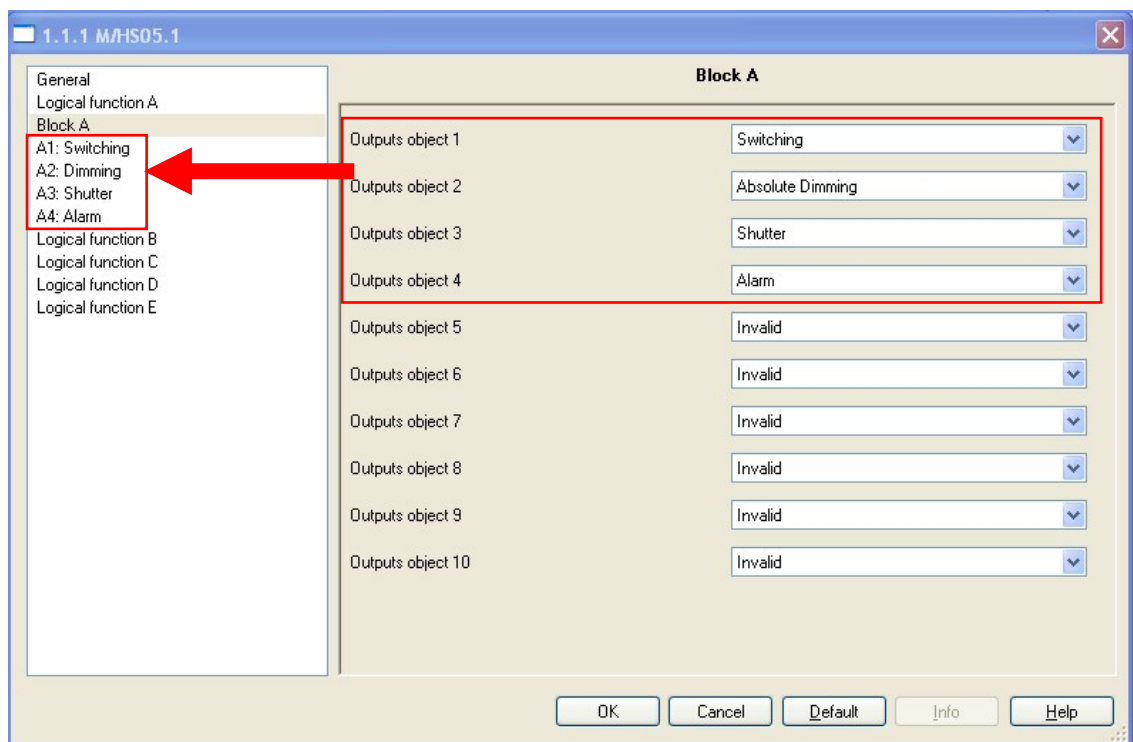 1.1.1 M/HS05.1
General
Logical function A
Block A
A1: Switching
A2: Dimming
A3: Shutter
A4: Alarm
Logical function B
Logical function C
Logical function D
Logical function E
Block A
Outputs object 1 Switching
Outputs object 2 Absolute Dimming
Outputs object 3 Shutter
Outputs object 4 Alarm
Outputs object 5 Invalid
Outputs object 6 Invalid
Outputs object 7 Invalid
Outputs object 8 Invalid
Outputs object 9 Invalid
Outputs object 10 Invalid
OK Cancel Default Info Help